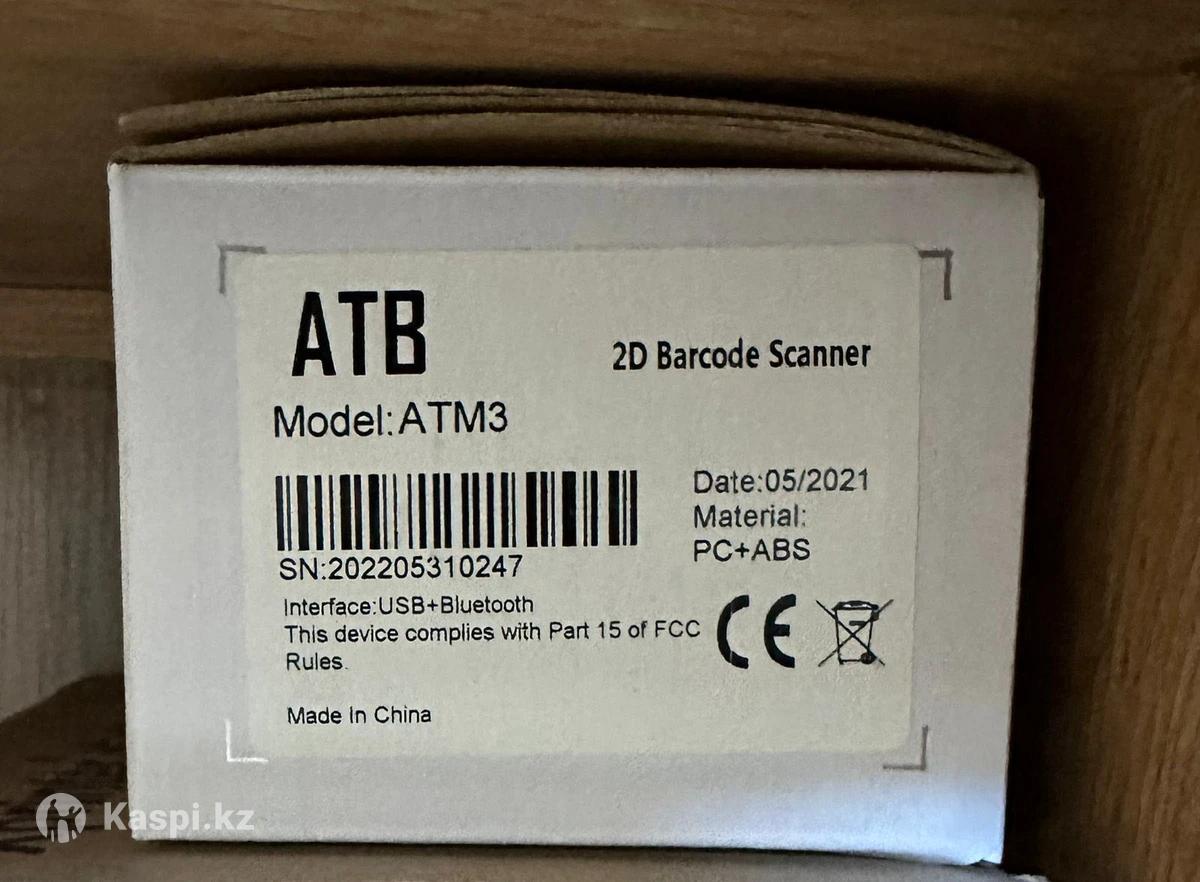 ATB
2D Barcode Scanner
Model:ATM3
SN:202205310247
Date:05/2021
Material:
PC+ABS
Interface:USB+Bluetooth
This device complies with Part 15 of FCC
Rules.
CE
Made In China
Kaspi.kz